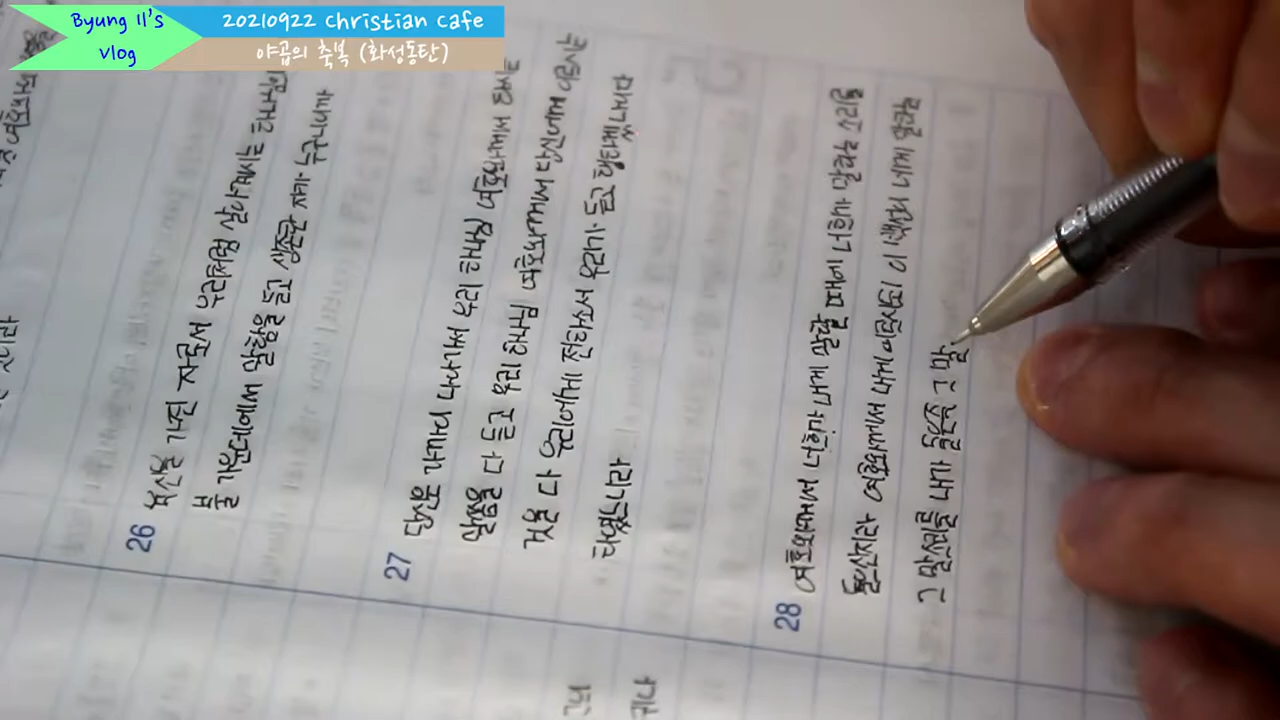 Byung Il's
vlog
20210922 Christian Cafe
야곱의 축복 (화성동탄)
26
육신을 가진 자로서 우리처럼 살아계시는 하나님의
불 가운데에서 말함을 듣고 생존한 자가 누구니이까
27
당신은 가까이 나아가서 우리 하나님 여호와께서 하시는
말씀을 다 듣고 우리 하나님 여호와께서 당신에게 이르시는
것을 다 우리에게 전하소서 우리가 듣고 행하겠나이다
하였느니라
28
여호와께서 너희가 내게 말할 때에 너희가 말하는 소리를
들으신지라 여호와께서 내게 이르시되 이 백성이 네게 말하는
그 말소리를 내가 들은즉 그 말